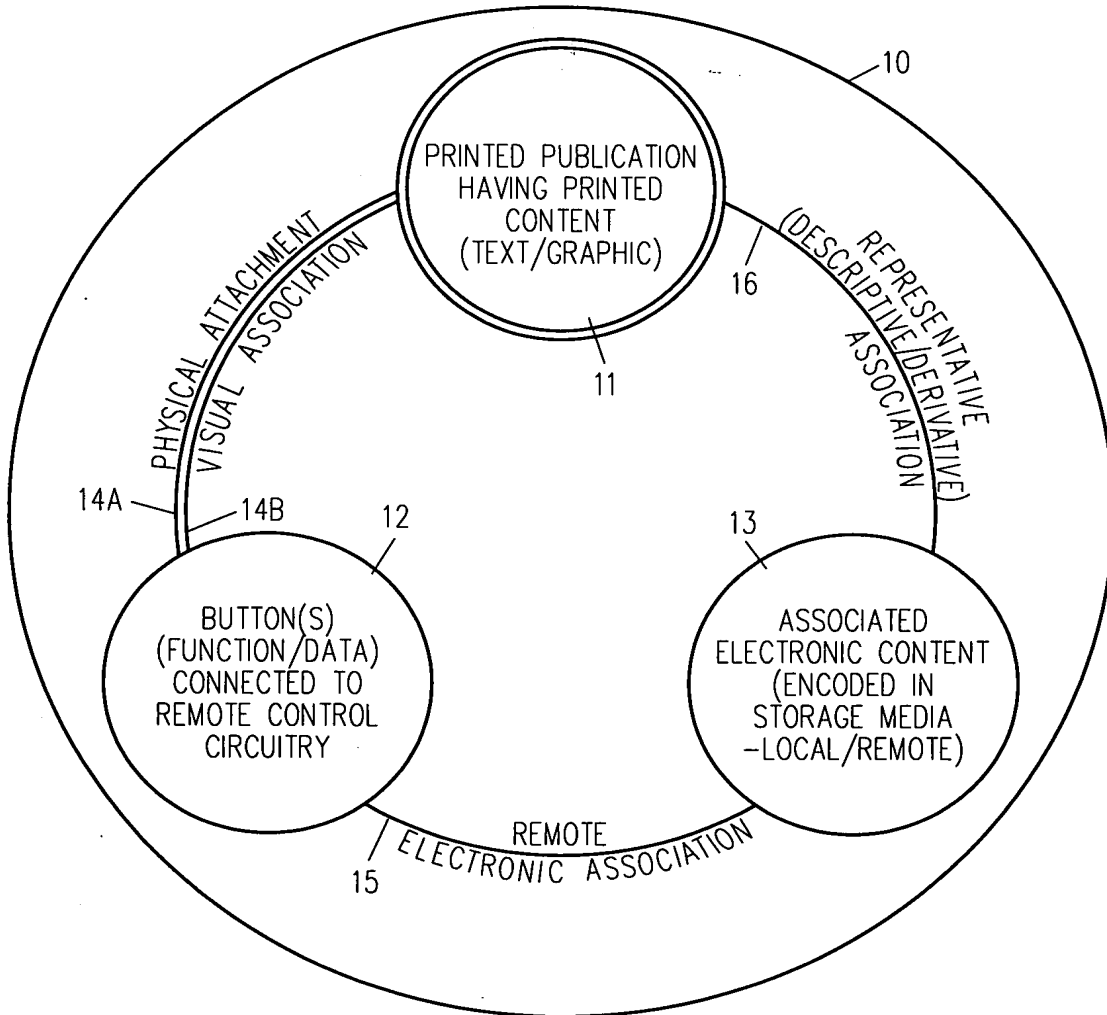 10
PRINTED PUBLICATION
HAVING PRINTED
CONTENT
(TEXT/GRAPHIC)
11
PHYSICAL ATTACHMENT
VISUAL ASSOCIATION
14A
14B
16
REPRESENTATIVE
(DESCRIPTIVE/DERIVATIVE)
ASSOCIATION
12
BUTTON(S)
(FUNCTION/DATA)
CONNECTED TO
REMOTE CONTROL
CIRCUITRY
13
ASSOCIATED
ELECTRONIC CONTENT
(ENCODED IN
STORAGE MEDIA
-LOCAL/REMOTE)
15
REMOTE
ELECTRONIC ASSOCIATION